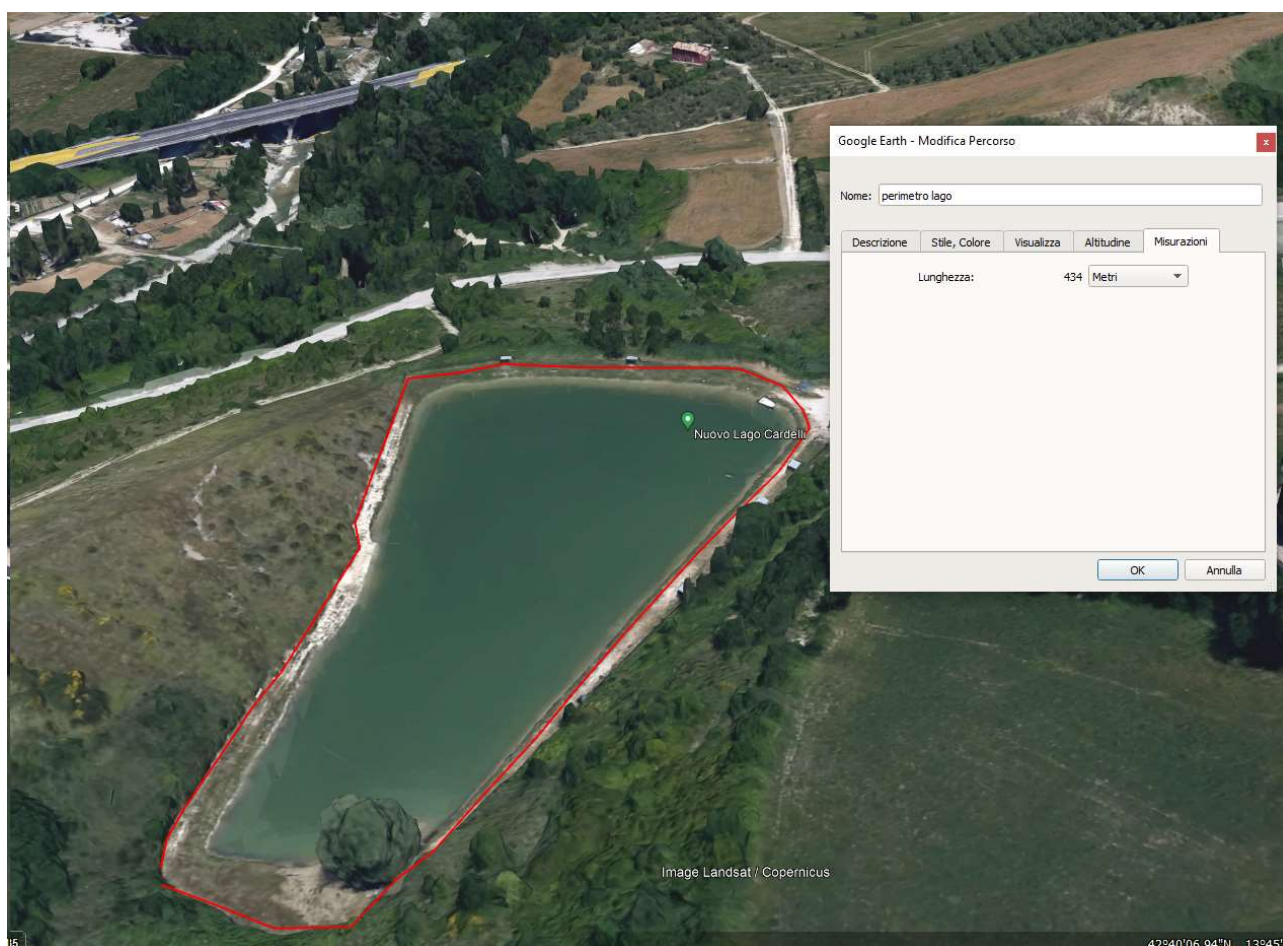 Google Earth - Modifica Percorso
x
Nome: perimetro lago
Descrizione Stile, Colore Visualizza Altitudine Misurazioni
Lunghezza: 434 Metri
Nuovo Lago Cardelli
OK Annulla
Image Landsat / Copernicus
42°40'06.94"N